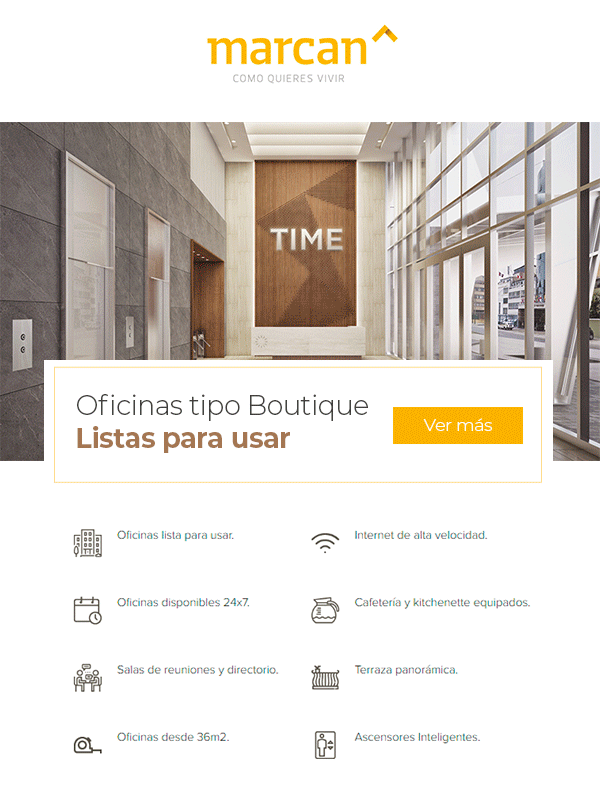 marcan
COMO QUIERES VIVIR
TIME
Oficinas tipo Boutique
Listas para usar
Ver más
Oficinas lista para usar.
Internet de alta velocidad.
Oficinas disponibles 24x7.
Cafetería y kitchenette equipados.
Salas de reuniones y directorio.
Terraza panorámica.
Oficinas desde 36m2.
Ascensores Inteligentes.